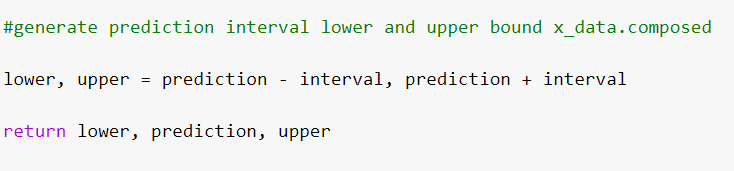 #generate prediction interval lower and upper bound x_data.composed
lower, upper = prediction - interval, prediction + interval
return lower, prediction, upper